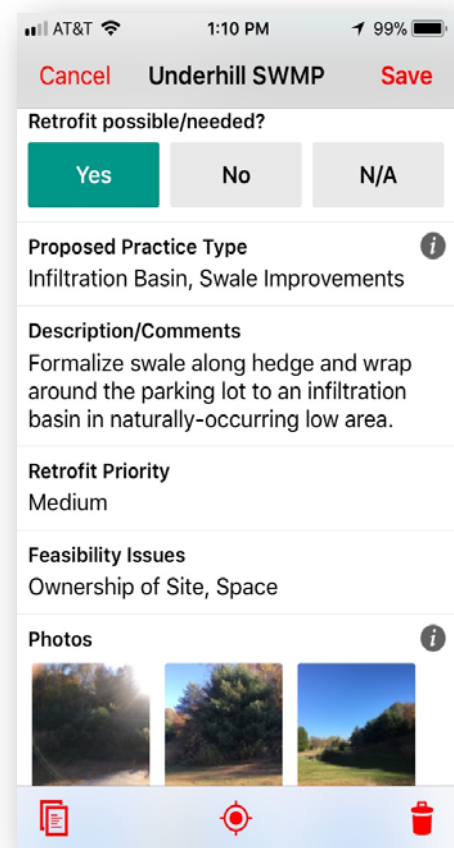 AT&T 1:10 PM 99%
Cancel Underhill SWMP Save
Retrofit possible/needed?
Yes No N/A
Proposed Practice Type i
Infiltration Basin, Swale Improvements
Description/Comments
Formalize swale along hedge and wrap
around the parking lot to an infiltration
basin in naturally-occurring low area.
Retrofit Priority
Medium
Feasibility Issues
Ownership of Site, Space
Photos i